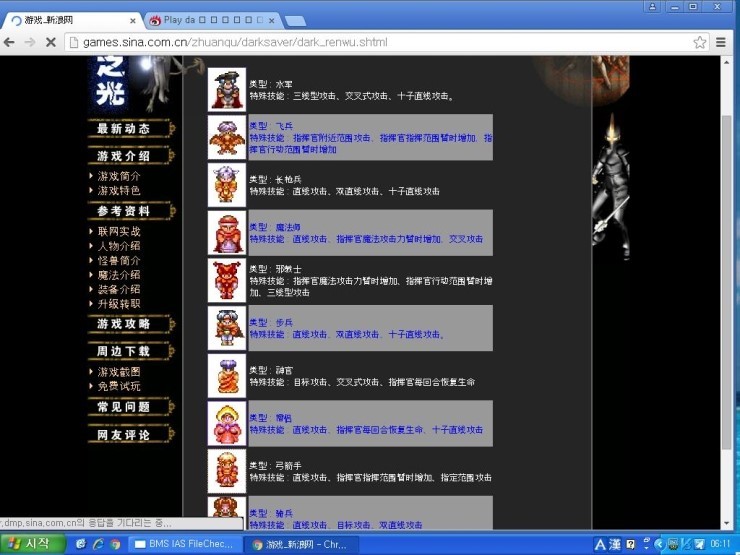 游戏_新浪网
Play da
games.sina.com.cn/zhuanqu/darksaver/dark_renwu.shtml
之光
最新动态
游戏介绍
游戏简介
游戏特色
参考资料
联网实战
人物介绍
怪兽简介
魔法介绍
装备介绍
升级转职
游戏攻略
周边下载
游戏截图
免费试玩
常见问题
网友评论
类型：水军
特殊技能：三线型攻击、交叉式攻击、十子直线攻击。
类型：飞兵
特殊技能：指挥官附近范围攻击、指挥官指挥范围暂时增加、指
挥官行动范围暂时增加
类型：长枪兵
特殊技能：直线攻击、双直线攻击、十子直线攻击
类型：魔法师
特殊技能：直线攻击、指挥官魔法攻击力暂时增加、交叉攻击
类型：邪教士
特殊技能：指挥官魔法攻击力暂时增加、指挥官行动范围暂时增
加、三线型攻击
类型：步兵
特殊技能：直线攻击、双直线攻击、十子直线攻击。
类型：神官
特殊技能：目标攻击、交叉式攻击、指挥官每回合恢复生命
类型：僧侣
特殊技能：直线攻击、指挥官每回合恢复生命、十子直线攻击
类型：弓箭手
特殊技能：直线攻击、指挥官指挥范围暂时增加、指定范围攻击
类型：骑兵
特殊技能：直线攻击、目标攻击、双直线攻击
.dmp.sina.com.cn의 응답을 기다리는 중...
시작
BMS IAS FileChec...
游戏_新浪网 - Chr...
A 漢
06:11